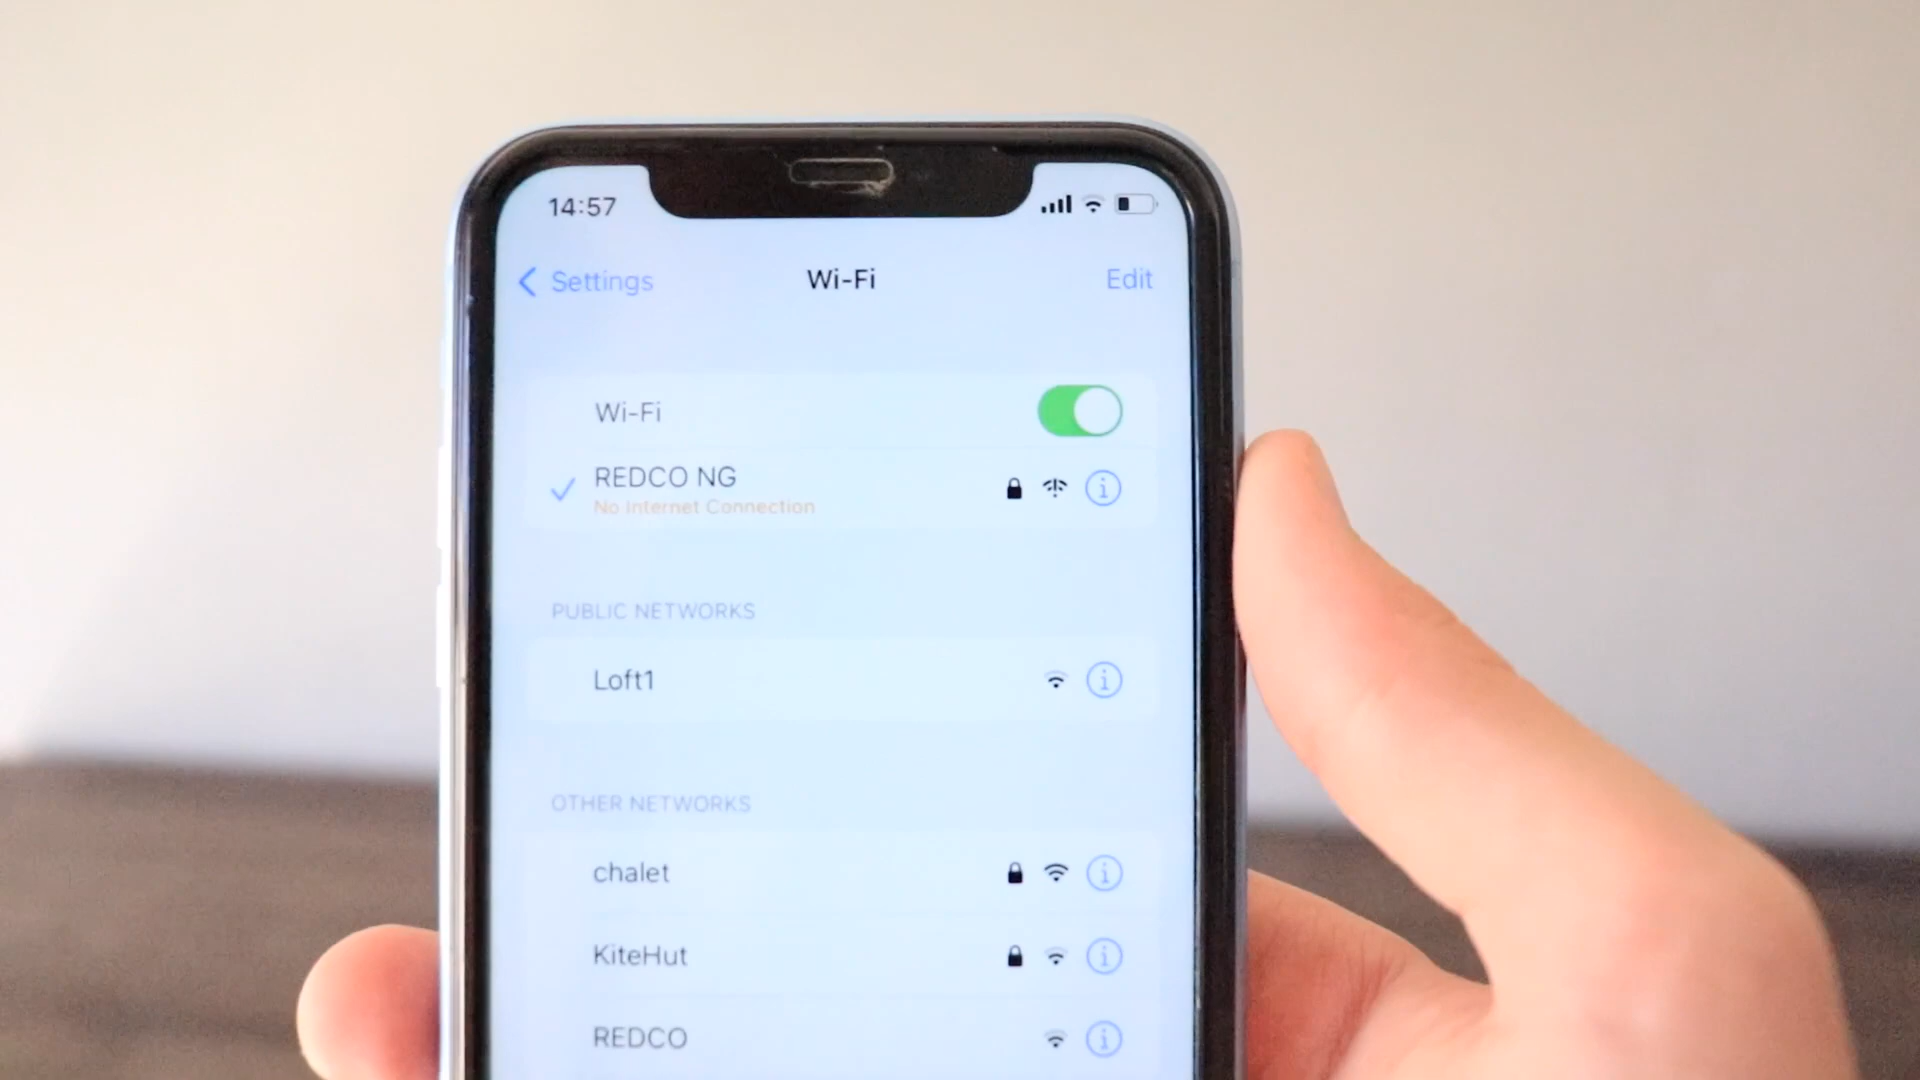 14:57
Settings
Wi-Fi
Edit
Wi-Fi
REDCO NG
No Internet Connection
PUBLIC NETWORKS
Loft1
OTHER NETWORKS
chalet
KiteHut
REDCO